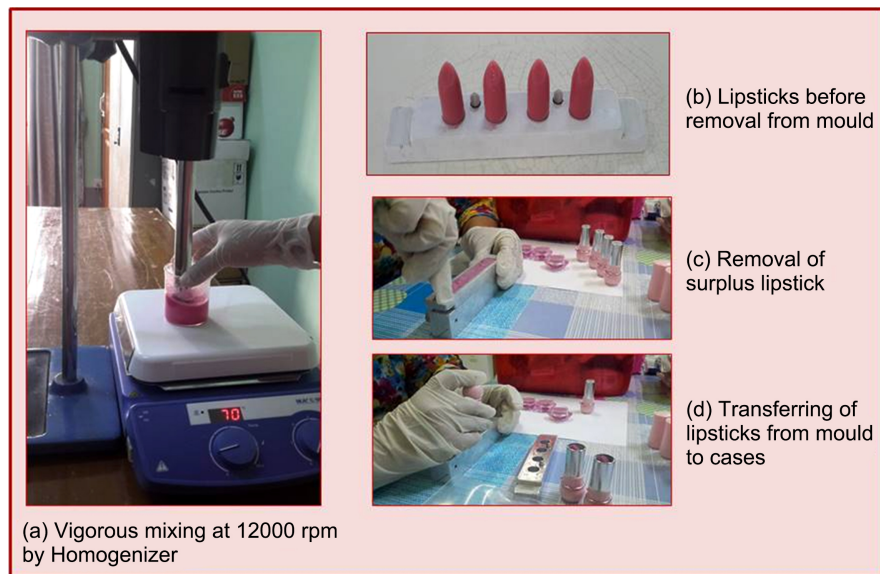 (b) Lipsticks before
removal from mould
(c) Removal of
surplus lipstick
70
(d) Transferring of
lipsticks from mould
to cases
(a) Vigorous mixing at 12000 rpm
by Homogenizer